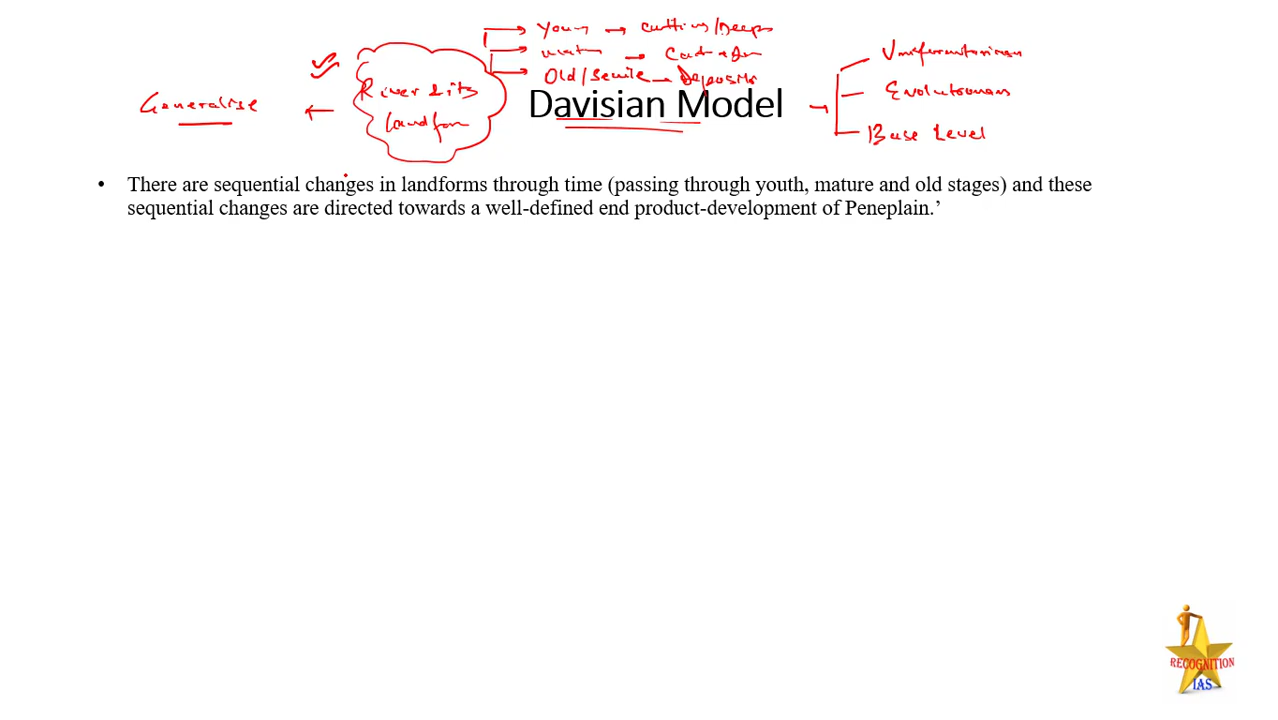 Young → Cutting/Deeps
→
Old/Senile → Deposits
Uniformitarian
Evolutionary
Base Level
Generalise ← River & its
landform
Davisian Model
• There are sequential changes in landforms through time (passing through youth, mature and old stages) and these
sequential changes are directed towards a well-defined end product-development of Peneplain.’
RECOGNITION
IAS